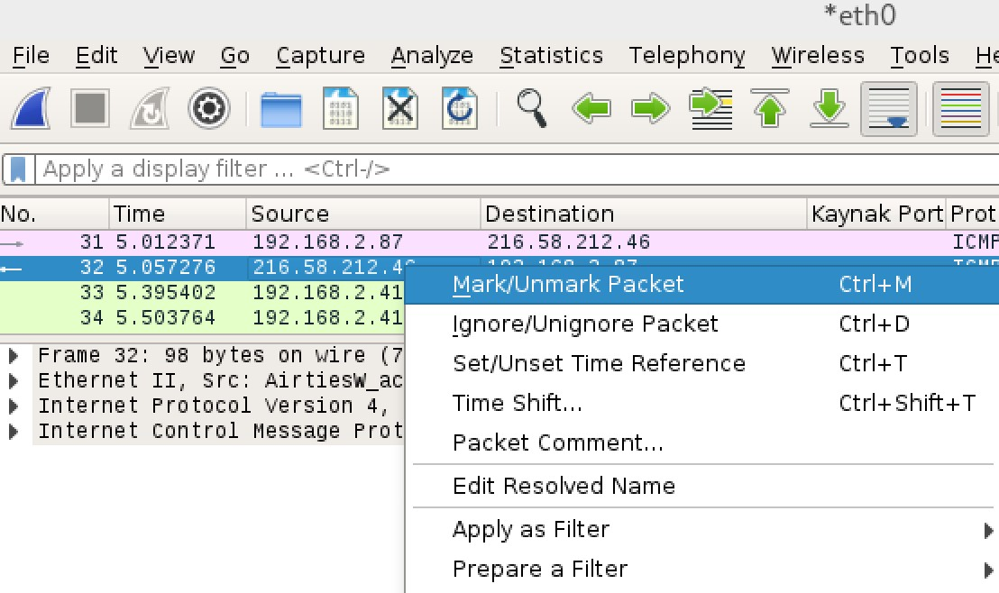 *eth0
File Edit View Go Capture Analyze Statistics Telephony Wireless Tools He
Apply a display filter ... <Ctrl-/>
No. Time Source Destination Kaynak Port Prot
31 5.012371 192.168.2.87 216.58.212.46 ICMP
32 5.057276 216.58.212.46 192.168.2.87 ICMP
33 5.395402 192.168.2.41
34 5.503764 192.168.2.41
Frame 32: 98 bytes on wire (7
Ethernet II, Src: AirtiesW_ac
Internet Protocol Version 4,
Internet Control Message Prot
Mark/Unmark Packet Ctrl+M
Ignore/Unignore Packet Ctrl+D
Set/Unset Time Reference Ctrl+T
Time Shift... Ctrl+Shift+T
Packet Comment...
Edit Resolved Name
Apply as Filter
Prepare a Filter